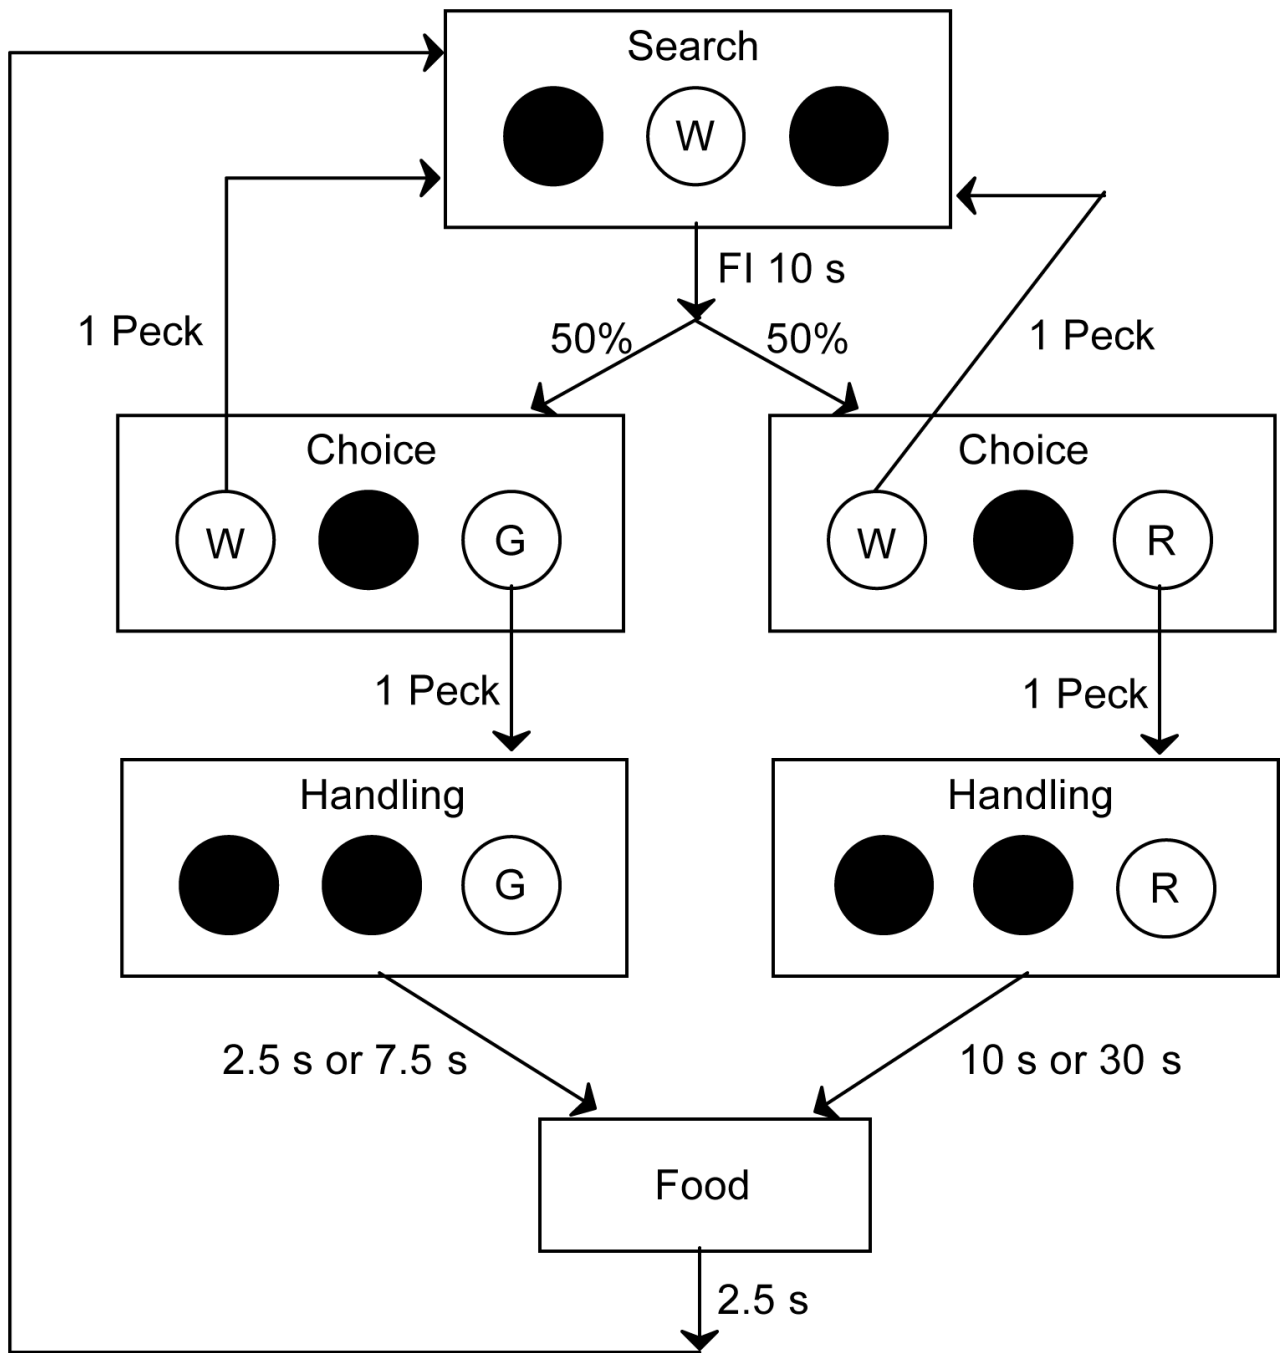 Search
W
FI 10 s
50%
50%
1 Peck
1 Peck
Choice
W
G
Choice
W
R
1 Peck
1 Peck
Handling
G
Handling
R
2.5 s or 7.5 s
10 s or 30 s
Food
2.5 s